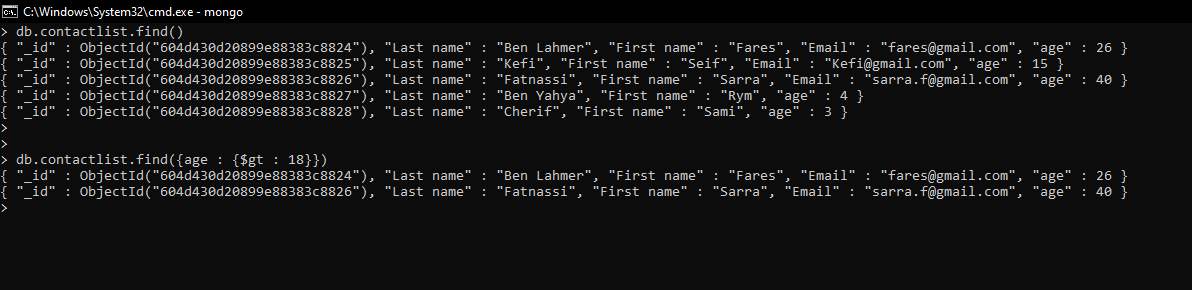 C:\Windows\System32\cmd.exe - mongo
> db.contactlist.find()
{ "_id" : ObjectId("604d430d20899e88383c8824"), "Last name" : "Ben Lahmer", "First name" : "Fares", "Email" : "fares@gmail.com", "age" : 26 }
{ "_id" : ObjectId("604d430d20899e88383c8825"), "Last name" : "Kefi", "First name" : "Seif", "Email" : "Kefi@gmail.com", "age" : 15 }
{ "_id" : ObjectId("604d430d20899e88383c8826"), "Last name" : "Fatnassi", "First name" : "Sarra", "Email" : "sarra.f@gmail.com", "age" : 40 }
{ "_id" : ObjectId("604d430d20899e88383c8827"), "Last name" : "Ben Yahya", "First name" : "Rym", "age" : 4 }
{ "_id" : ObjectId("604d430d20899e88383c8828"), "Last name" : "Cherif", "First name" : "Sami", "age" : 3 }
>
>
> db.contactlist.find({age : {$gt : 18}})
{ "_id" : ObjectId("604d430d20899e88383c8824"), "Last name" : "Ben Lahmer", "First name" : "Fares", "Email" : "fares@gmail.com", "age" : 26 }
{ "_id" : ObjectId("604d430d20899e88383c8826"), "Last name" : "Fatnassi", "First name" : "Sarra", "Email" : "sarra.f@gmail.com", "age" : 40 }
>